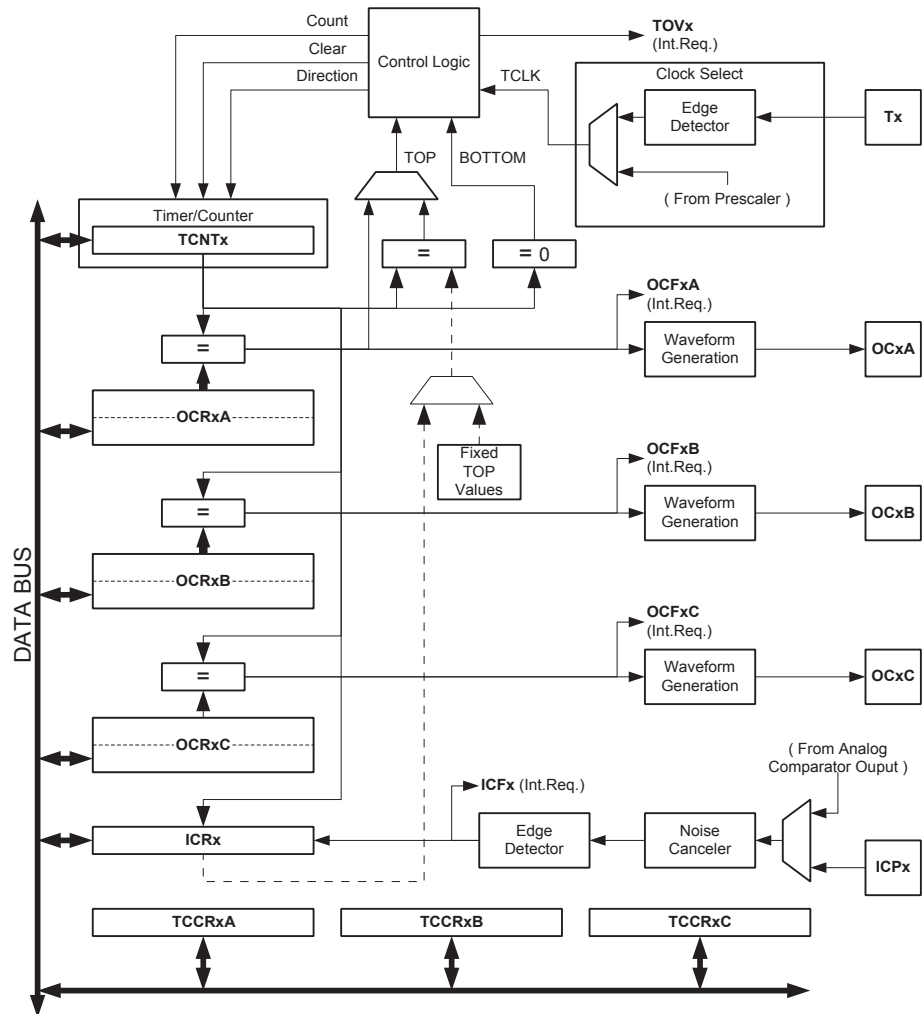 Count
Clear
Direction
Control Logic
TOVx
(Int.Req.)
TCLK
Clock Select
Edge
Detector
Tx
( From Prescaler )
TOP
BOTTOM
Timer/Counter
TCNTx
=
= 0
=
OCRxA
OCFxA
(Int.Req.)
Waveform
Generation
OCxA
Fixed
TOP
Values
=
OCRxB
OCFxB
(Int.Req.)
Waveform
Generation
OCxB
DATA BUS
=
OCRxC
OCFxC
(Int.Req.)
Waveform
Generation
OCxC
( From Analog
Comparator Ouput )
ICFx (Int.Req.)
ICRx
Edge
Detector
Noise
Canceler
ICPx
TCCRxA
TCCRxB
TCCRxC